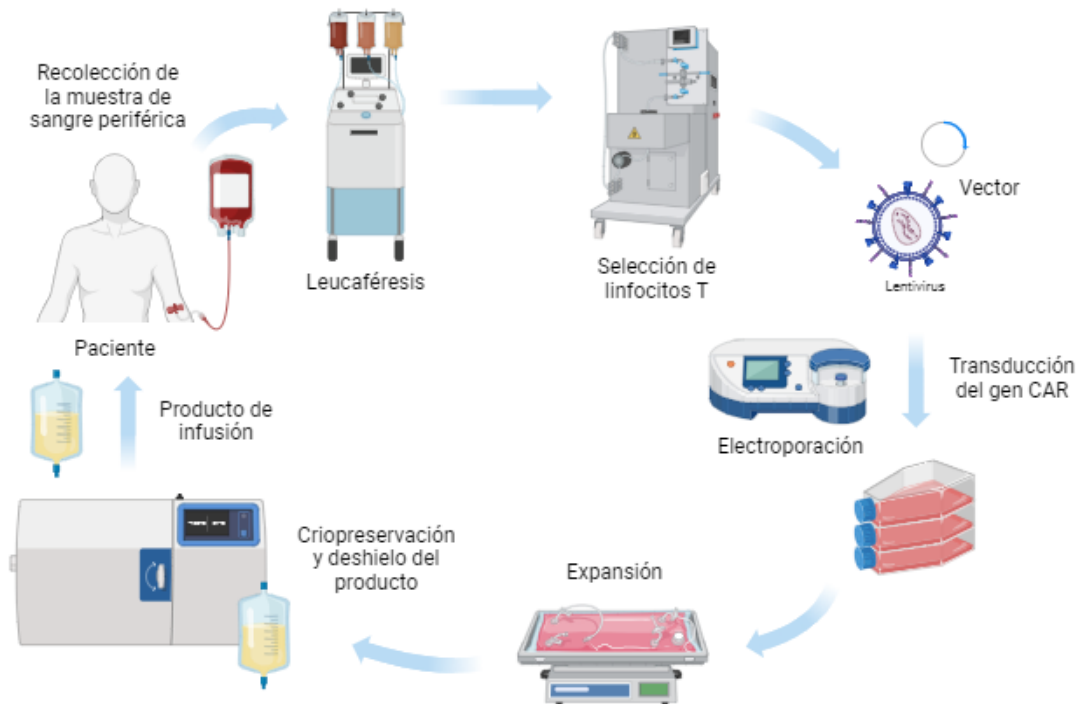 Recolección de
la muestra de
sangre periférica
Leucaféresis
Selección de
linfocitos T
Vector
Lentivirus
Transducción
del gen CAR
Electroporación
Expansión
Criopreservación
y deshielo del
producto
Producto de
infusión
Paciente